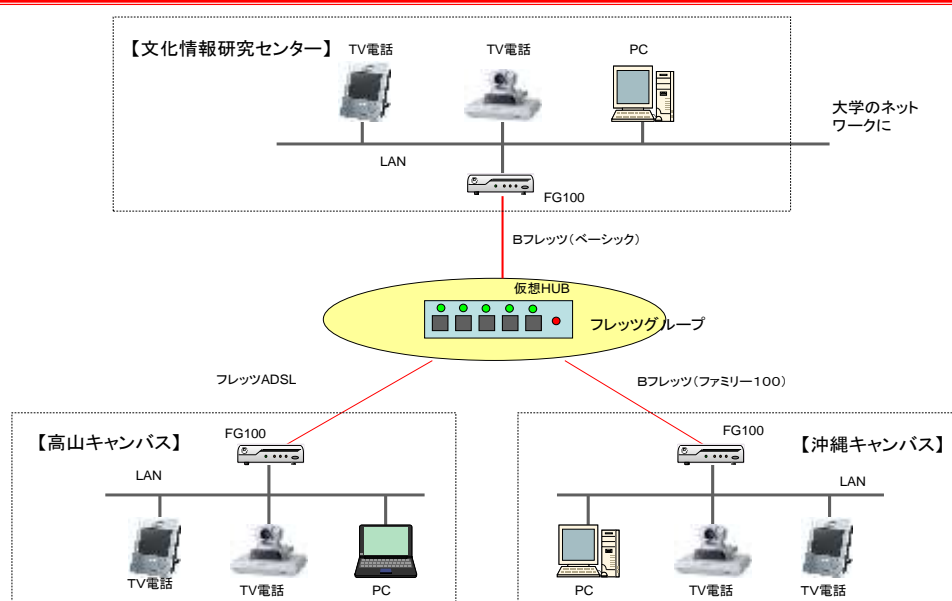 【文化情報研究センター】
TV電話
TV電話
PC
大学のネット
ワークに
LAN
FG100
Bフレッツ(ベーシック)
仮想HUB
フレッツグループ
フレッツADSL
Bフレッツ(ファミリー100)
【高山キャンバス】
FG100
LAN
TV電話
TV電話
PC
FG100
【沖縄キャンバス】
LAN
PC
TV電話
TV電話